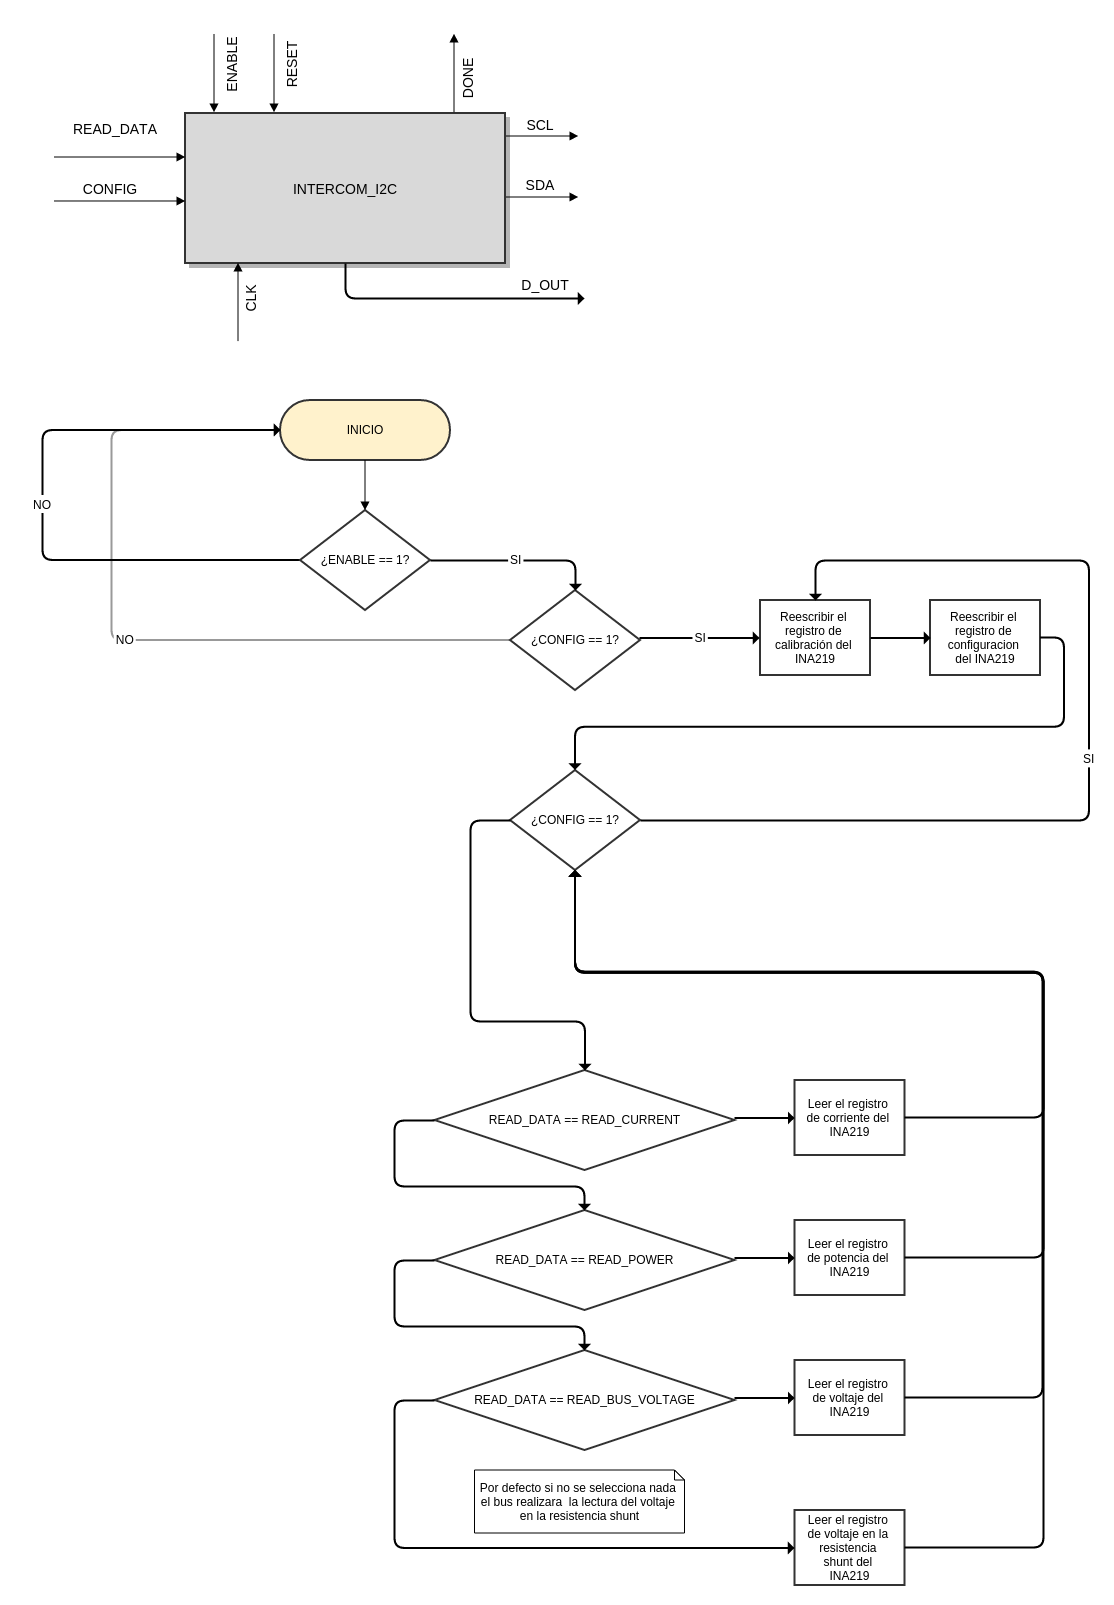 ENABLE
RESET
DONE
READ_DATA
SCL
CONFIG
INTERCOM_I2C
SDA
CLK
D_OUT
INICIO
NO
¿ENABLE == 1?
SI
NO
¿CONFIG == 1?
SI
Reescribir el
registro de
calibración del
INA219
Reescribir el
registro de
configuracion
del INA219
SI
¿CONFIG == 1?
READ_DATA == READ_CURRENT
Leer el registro
de corriente del
INA219
READ_DATA == READ_POWER
Leer el registro
de potencia del
INA219
READ_DATA == READ_BUS_VOLTAGE
Leer el registro
de voltaje del
INA219
Por defecto si no se selecciona nada
el bus realizara  la lectura del voltaje
en la resistencia shunt
Leer el registro
de voltaje en la
resistencia
shunt del
INA219